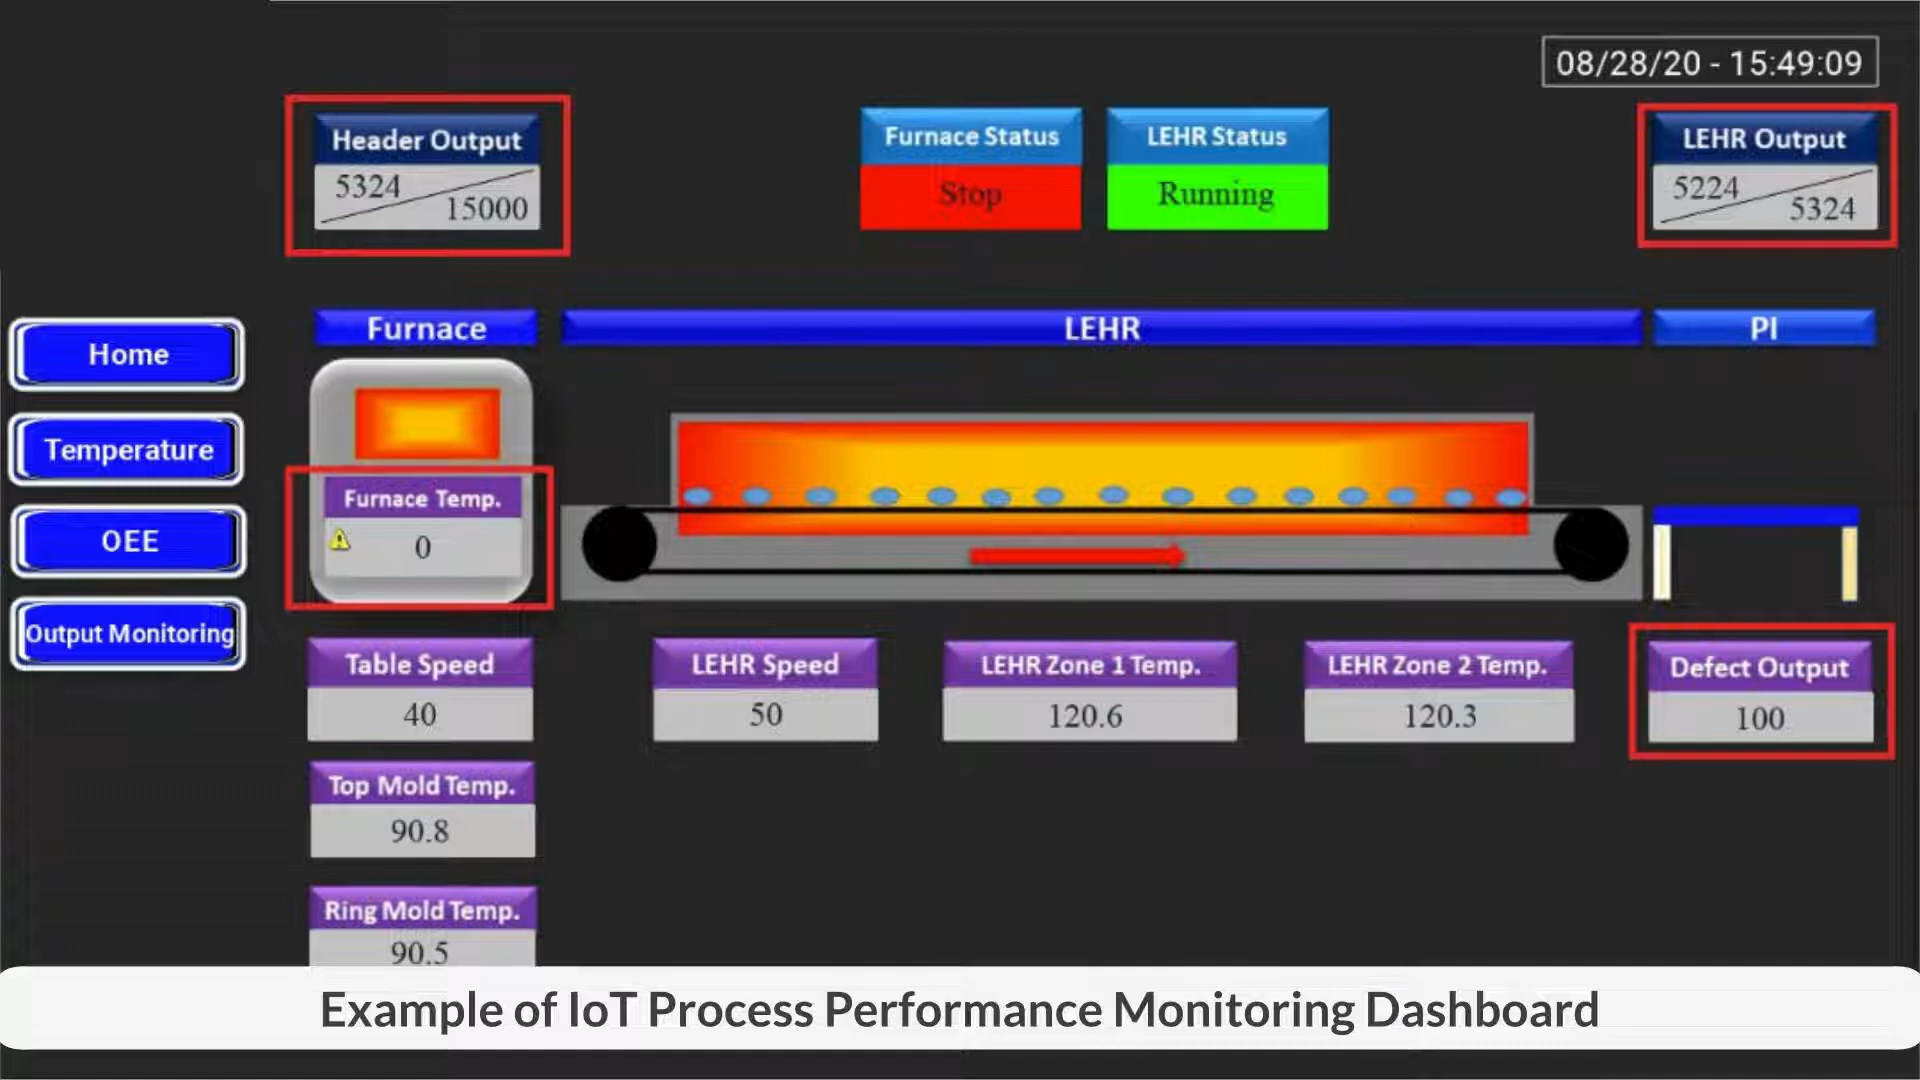 08/28/20 - 15:49:09
Header Output
5324
15000
Furnace Status
Stop
LEHR Status
Running
LEHR Output
5224
5324
Home
Temperature
OEE
Output Monitoring
Furnace
LEHR
PI
Furnace Temp.
0
Table Speed
40
LEHR Speed
50
LEHR Zone 1 Temp.
120.6
LEHR Zone 2 Temp.
120.3
Defect Output
100
Top Mold Temp.
90.8
Ring Mold Temp.
90.5
Example of IoT Process Performance Monitoring Dashboard